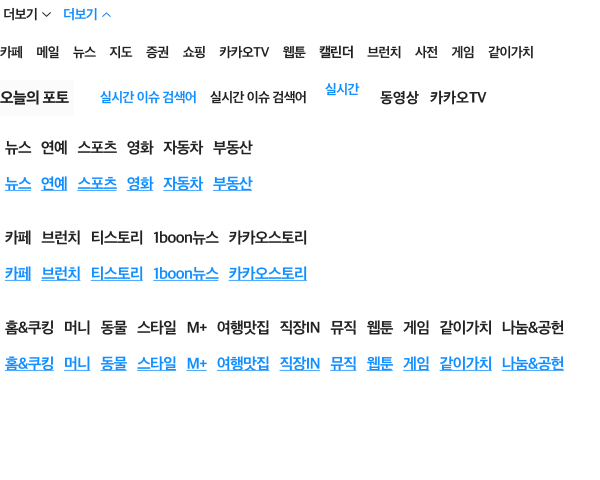 더보기 더보기
카페 메일 뉴스 지도 증권 쇼핑 카카오TV 웹툰 캘린더 브런치 사전 게임 같이가치
오늘의 포토 실시간 이슈 검색어 실시간 이슈 검색어 실시간 동영상 카카오TV
뉴스 연예 스포츠 영화 자동차 부동산
뉴스 연예 스포츠 영화 자동차 부동산
카페 브런치 티스토리 1boon뉴스 카카오스토리
카페 브런치 티스토리 1boon뉴스 카카오스토리
홈&쿠킹 머니 동물 스타일 M+ 여행맛집 직장IN 뮤직 웹툰 게임 같이가치 나눔&공헌
홈&쿠킹 머니 동물 스타일 M+ 여행맛집 직장IN 뮤직 웹툰 게임 같이가치 나눔&공헌